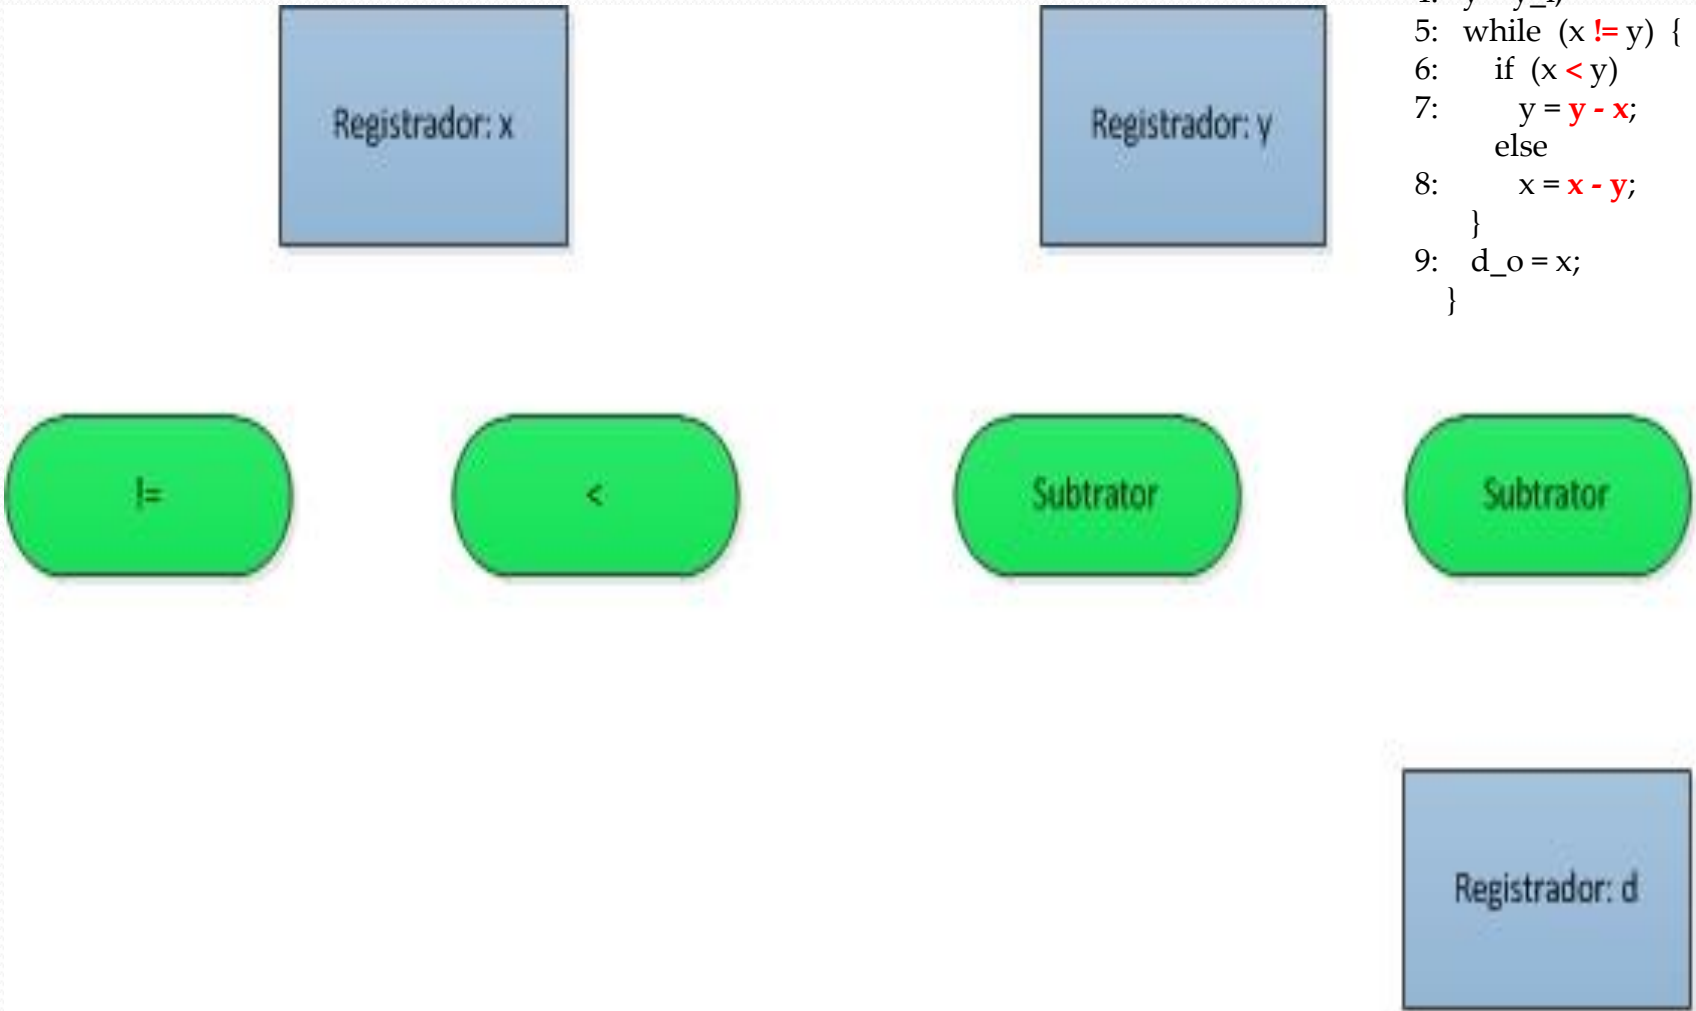 Registrador: x
Registrador: y
5: while (x != y) {
6: if (x < y)
7: y = y - x;
else
8: x = x - y;
}
9: d_o = x;
}
!=
<
Subtrator
Subtrator
Registrador: d